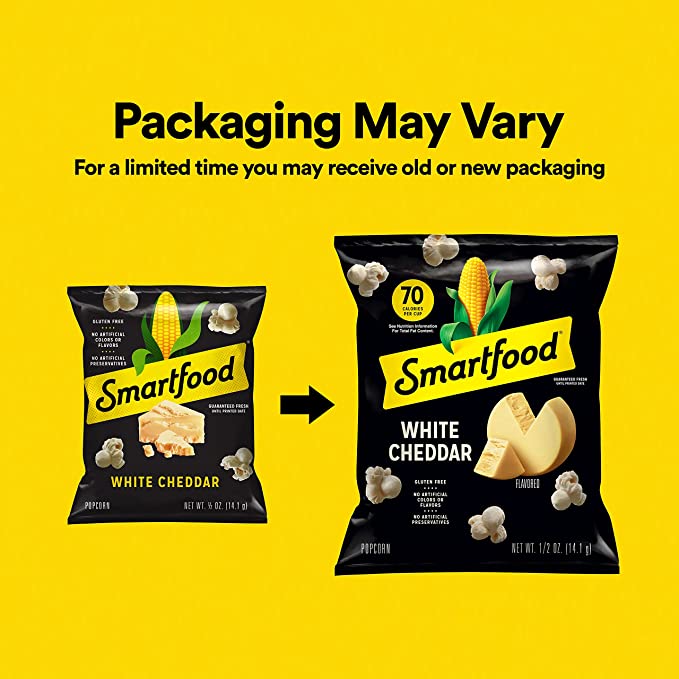 Packaging May Vary
For a limited time you may receive old or new packaging
GLUTEN FREE
NO ARTIFICIAL
COLORS OR
FLAVORS
NO ARTIFICIAL
PRESERVATIVES
Smartfood
GUARANTEED FRESH
UNTIL PRINTED DATE
WHITE CHEDDAR
POPCORN
NET WT. ½ OZ. (14.1 g)
70
CALORIES
PER CUP
See Nutrition Information
For Total Fat Content.
Smartfood
GUARANTEED FRESH
UNTIL PRINTED DATE
WHITE
CHEDDAR
FLAVORED
GLUTEN FREE
NO ARTIFICIAL
COLORS OR
FLAVORS
NO ARTIFICIAL
PRESERVATIVES
POPCORN
NET WT. 1/2 OZ. (14.1 g)